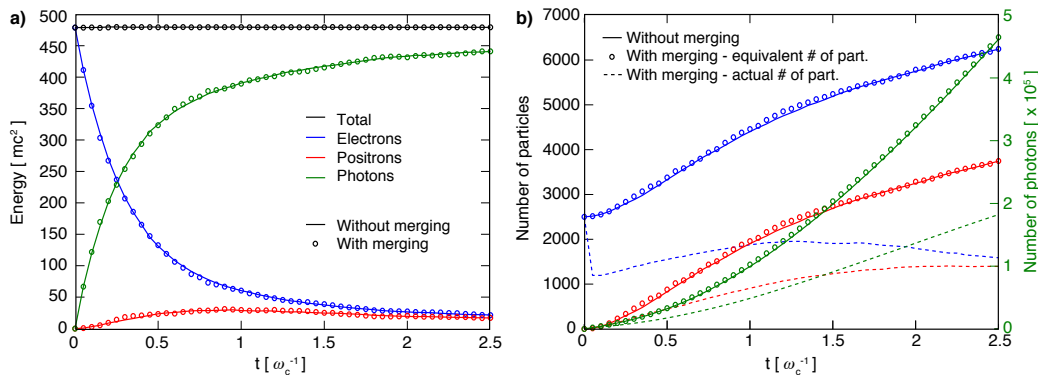 a)
500
450
400
350
300
250
200
150
100
50
0
Energy [ mc² ]
Total
Electrons
Positrons
Photons
Without merging
With merging
0
0.5
1
1.5
2
2.5
t [ ω_c⁻¹ ]
b)
7000
6000
5000
4000
3000
2000
1000
0
Number of particles
Without merging
With merging - equivalent # of part.
With merging - actual # of part.
5
4
3
2
1
0
Number of photons [ x 10⁵ ]
0
0.5
1
1.5
2
2.5
t [ ω_c⁻¹ ]